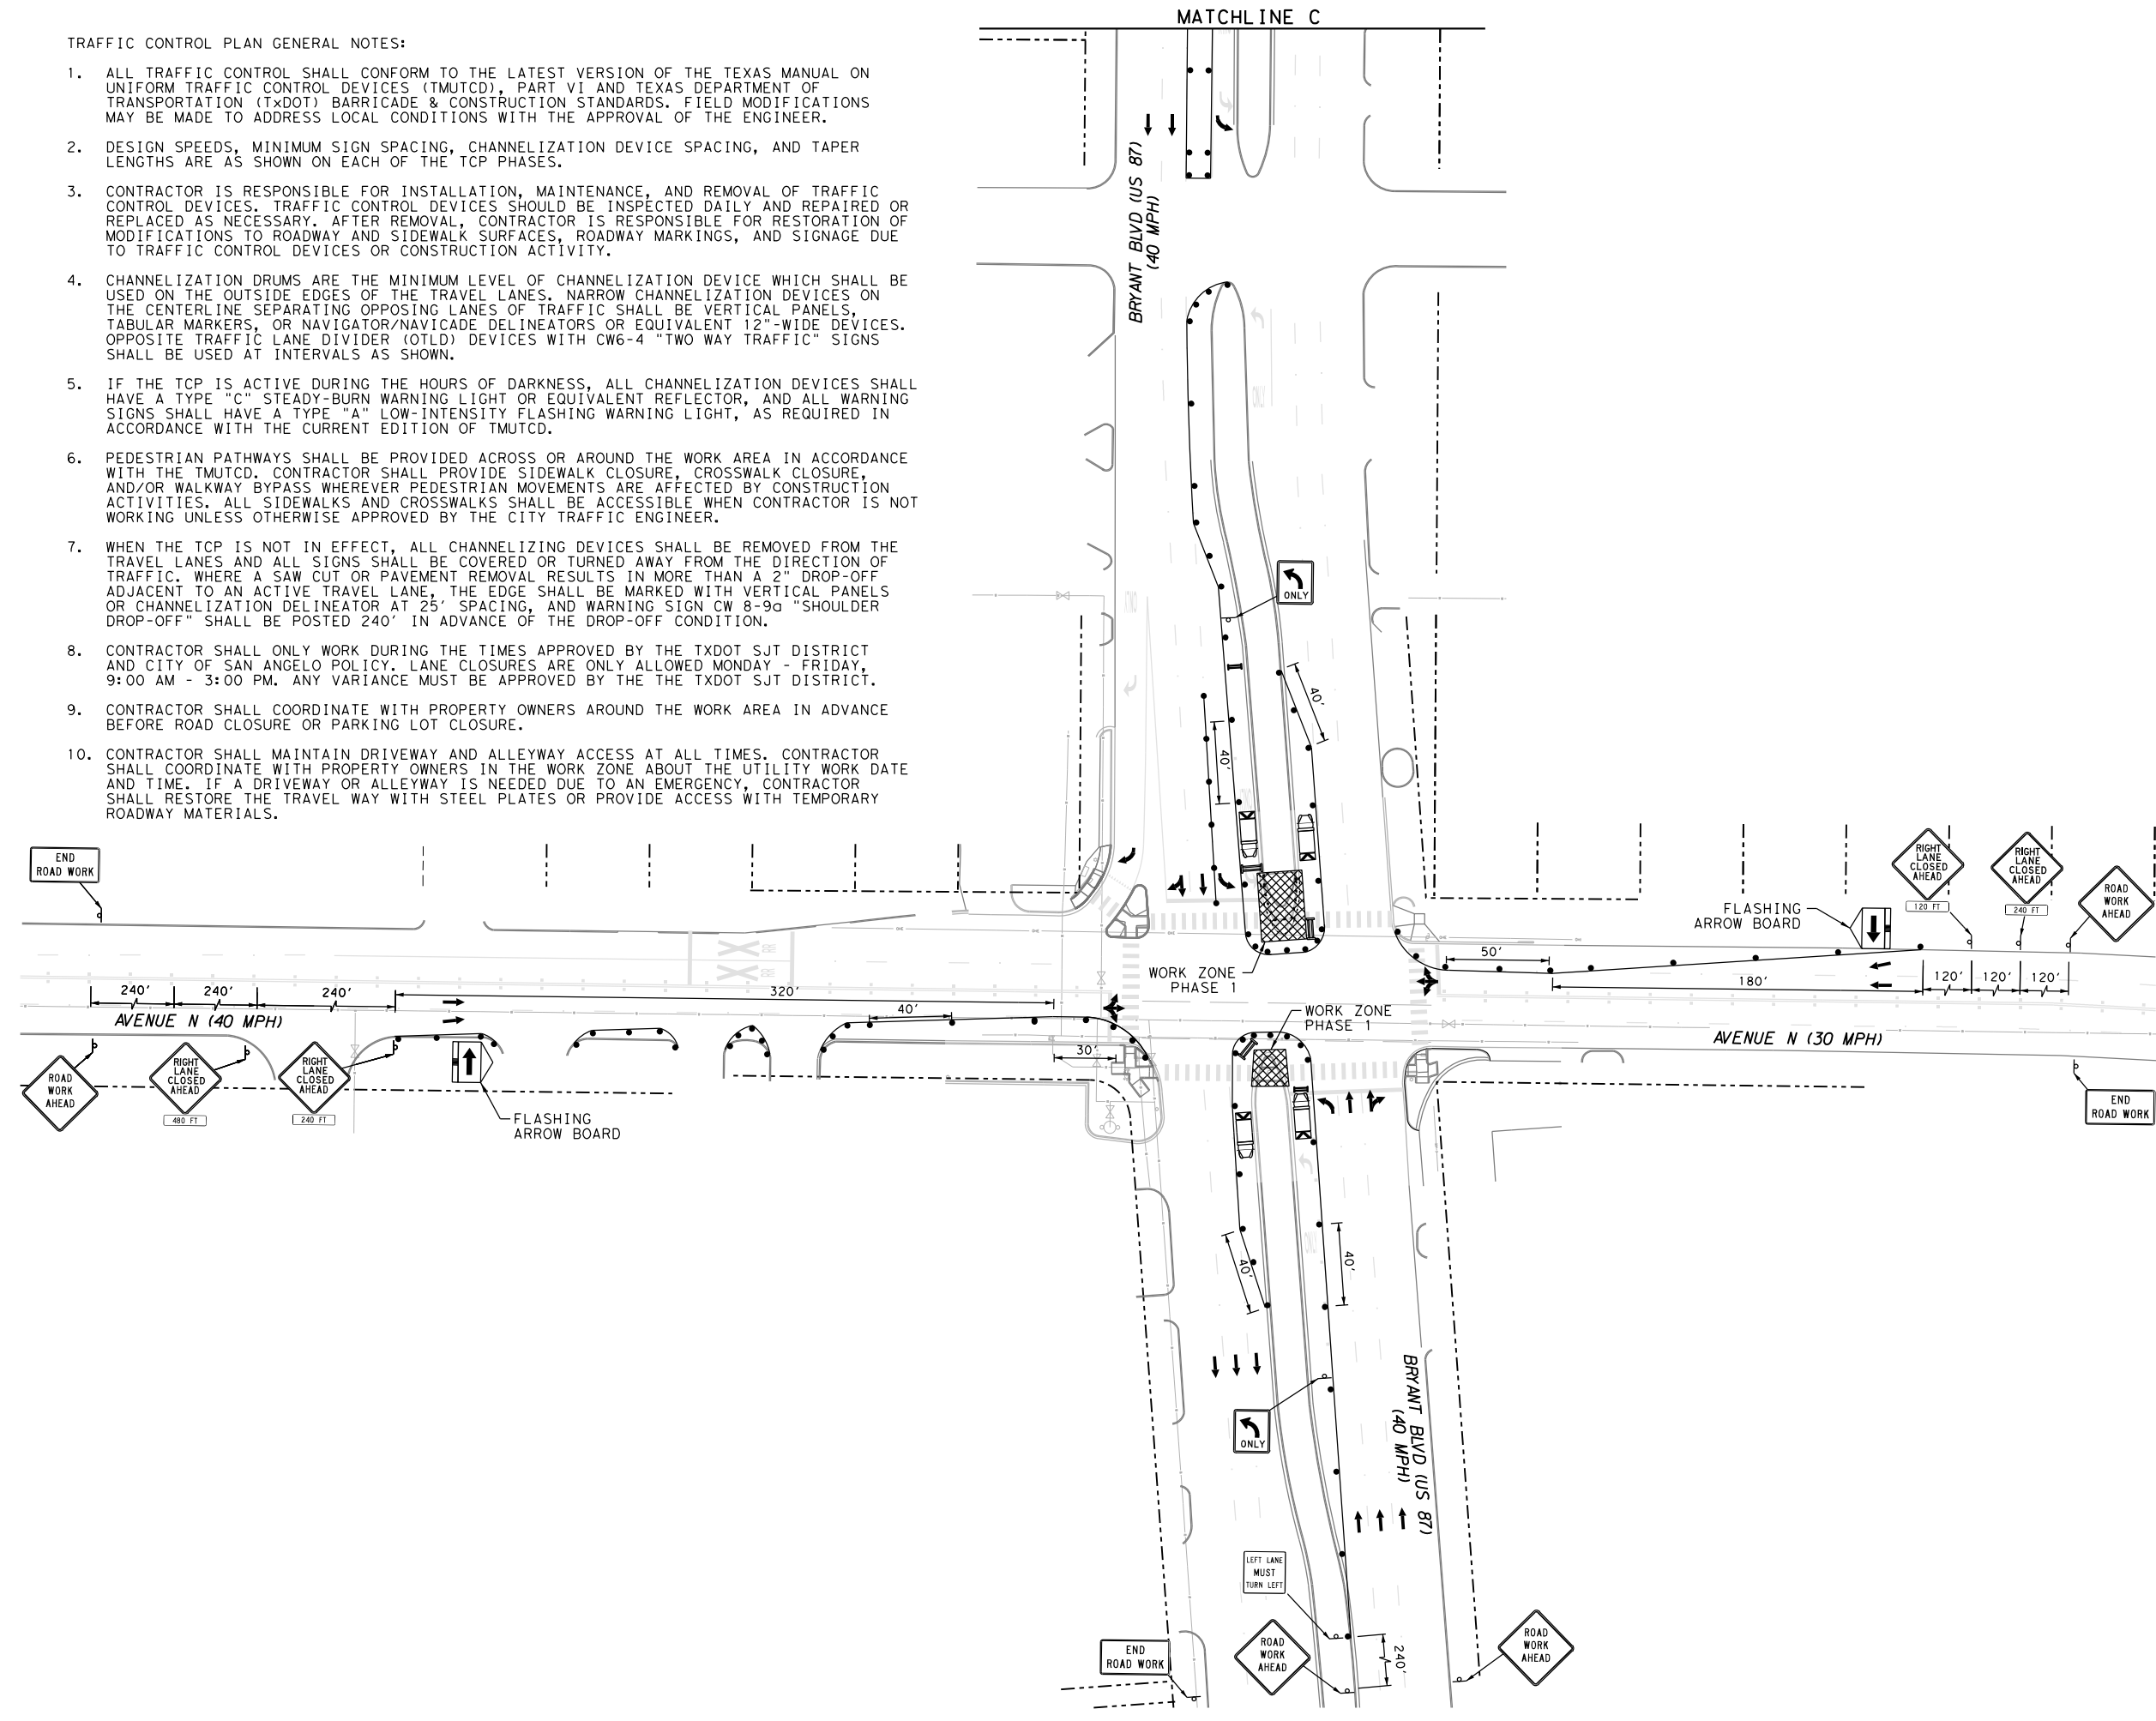 MATCHLINE C
TRAFFIC CONTROL PLAN GENERAL NOTES:
1. ALL TRAFFIC CONTROL SHALL CONFORM TO THE LATEST VERSION OF THE TEXAS MANUAL ON
UNIFORM TRAFFIC CONTROL DEVICES (TMUTCD), PART VI AND TEXAS DEPARTMENT OF
TRANSPORTATION (TxDOT) BARRICADE & CONSTRUCTION STANDARDS. FIELD MODIFICATIONS
MAY BE MADE TO ADDRESS LOCAL CONDITIONS WITH THE APPROVAL OF THE ENGINEER.
2. DESIGN SPEEDS, MINIMUM SIGN SPACING, CHANNELIZATION DEVICE SPACING, AND TAPER
LENGTHS ARE AS SHOWN ON EACH OF THE TCP PHASES.
3. CONTRACTOR IS RESPONSIBLE FOR INSTALLATION, MAINTENANCE, AND REMOVAL OF TRAFFIC
CONTROL DEVICES. TRAFFIC CONTROL DEVICES SHOULD BE INSPECTED DAILY AND REPAIRED OR
REPLACED AS NECESSARY. AFTER REMOVAL, CONTRACTOR IS RESPONSIBLE FOR RESTORATION OF
MODIFICATIONS TO ROADWAY AND SIDEWALK SURFACES, ROADWAY MARKINGS, AND SIGNAGE DUE
TO TRAFFIC CONTROL DEVICES OR CONSTRUCTION ACTIVITY.
4. CHANNELIZATION DRUMS ARE THE MINIMUM LEVEL OF CHANNELIZATION DEVICE WHICH SHALL BE
USED ON THE OUTSIDE EDGES OF THE TRAVEL LANES. NARROW CHANNELIZATION DEVICES ON
THE CENTERLINE SEPARATING OPPOSING LANES OF TRAFFIC SHALL BE VERTICAL PANELS,
TABULAR MARKERS, OR NAVIGATOR/NAVICADE DELINEATORS OR EQUIVALENT 12"-WIDE DEVICES.
OPPOSITE TRAFFIC LANE DIVIDER (OTLD) DEVICES WITH CW6-4 "TWO WAY TRAFFIC" SIGNS
SHALL BE USED AT INTERVALS AS SHOWN.
5. IF THE TCP IS ACTIVE DURING THE HOURS OF DARKNESS, ALL CHANNELIZATION DEVICES SHALL
HAVE A TYPE "C" STEADY-BURN WARNING LIGHT OR EQUIVALENT REFLECTOR, AND ALL WARNING
SIGNS SHALL HAVE A TYPE "A" LOW-INTENSITY FLASHING WARNING LIGHT, AS REQUIRED IN
ACCORDANCE WITH THE CURRENT EDITION OF TMUTCD.
6. PEDESTRIAN PATHWAYS SHALL BE PROVIDED ACROSS OR AROUND THE WORK AREA IN ACCORDANCE
WITH THE TMUTCD. CONTRACTOR SHALL PROVIDE SIDEWALK CLOSURE, CROSSWALK CLOSURE,
AND/OR WALKWAY BYPASS WHEREVER PEDESTRIAN MOVEMENTS ARE AFFECTED BY CONSTRUCTION
ACTIVITIES. ALL SIDEWALKS AND CROSSWALKS SHALL BE ACCESSIBLE WHEN CONTRACTOR IS NOT
WORKING UNLESS OTHERWISE APPROVED BY THE CITY TRAFFIC ENGINEER.
7. WHEN THE TCP IS NOT IN EFFECT, ALL CHANNELIZING DEVICES SHALL BE REMOVED FROM THE
TRAVEL LANES AND ALL SIGNS SHALL BE COVERED OR TURNED AWAY FROM THE DIRECTION OF
TRAFFIC. WHERE A SAW CUT OR PAVEMENT REMOVAL RESULTS IN MORE THAN A 2" DROP-OFF
ADJACENT TO AN ACTIVE TRAVEL LANE, THE EDGE SHALL BE MARKED WITH VERTICAL PANELS
OR CHANNELIZATION DELINEATOR AT 25' SPACING, AND WARNING SIGN CW 8-9a "SHOULDER
DROP-OFF" SHALL BE POSTED 240' IN ADVANCE OF THE DROP-OFF CONDITION.
8. CONTRACTOR SHALL ONLY WORK DURING THE TIMES APPROVED BY THE TXDOT SJT DISTRICT
AND CITY OF SAN ANGELO POLICY. LANE CLOSURES ARE ONLY ALLOWED MONDAY - FRIDAY,
9:00 AM - 3:00 PM. ANY VARIANCE MUST BE APPROVED BY THE THE TXDOT SJT DISTRICT.
9. CONTRACTOR SHALL COORDINATE WITH PROPERTY OWNERS AROUND THE WORK AREA IN ADVANCE
BEFORE ROAD CLOSURE OR PARKING LOT CLOSURE.
10. CONTRACTOR SHALL MAINTAIN DRIVEWAY AND ALLEYWAY ACCESS AT ALL TIMES. CONTRACTOR
SHALL COORDINATE WITH PROPERTY OWNERS IN THE WORK ZONE ABOUT THE UTILITY WORK DATE
AND TIME. IF A DRIVEWAY OR ALLEYWAY IS NEEDED DUE TO AN EMERGENCY, CONTRACTOR
SHALL RESTORE THE TRAVEL WAY WITH STEEL PLATES OR PROVIDE ACCESS WITH TEMPORARY
ROADWAY MATERIALS.
BRYANT BLVD (US 87)
(40 MPH)
ONLY
ONLY
ONLY
40'
40'
END
ROAD WORK
RIGHT
LANE
CLOSED
AHEAD
120 FT
RIGHT
LANE
CLOSED
AHEAD
240 FT
ROAD
WORK
AHEAD
FLASHING
ARROW BOARD
RR
RR
WORK ZONE
PHASE 1
50'
180'
120'
120'
120'
240'
240'
240'
320'
AVENUE N (40 MPH)
40'
30'
WORK ZONE
PHASE 1
AVENUE N (30 MPH)
ROAD
WORK
AHEAD
RIGHT
LANE
CLOSED
AHEAD
480 FT
RIGHT
LANE
CLOSED
AHEAD
240 FT
FLASHING
ARROW BOARD
END
ROAD WORK
40'
40'
ONLY
ONLY
BRYANT BLVD (US 87)
(40 MPH)
LEFT LANE
MUST
TURN LEFT
END
ROAD WORK
ROAD
WORK
AHEAD
240'
ROAD
WORK
AHEAD